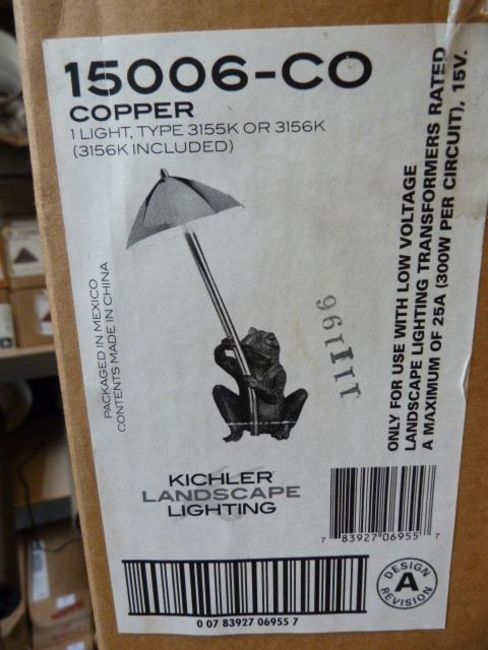 15006-CO
COPPER
1 LIGHT, TYPE 3155K OR 3156K
(3156K INCLUDED)
PACKAGED IN MEXICO
CONTENTS MADE IN CHINA
ONLY FOR USE WITH LOW VOLTAGE
LANDSCAPE LIGHTING TRANSFORMERS RATED
A MAXIMUM OF 25A (300W PER CIRCUIT), 15V.
KICHLER
LANDSCAPE
LIGHTING
7 83927 06955 7
DESIGN
A
REVISION
0 07 83927 06955 7